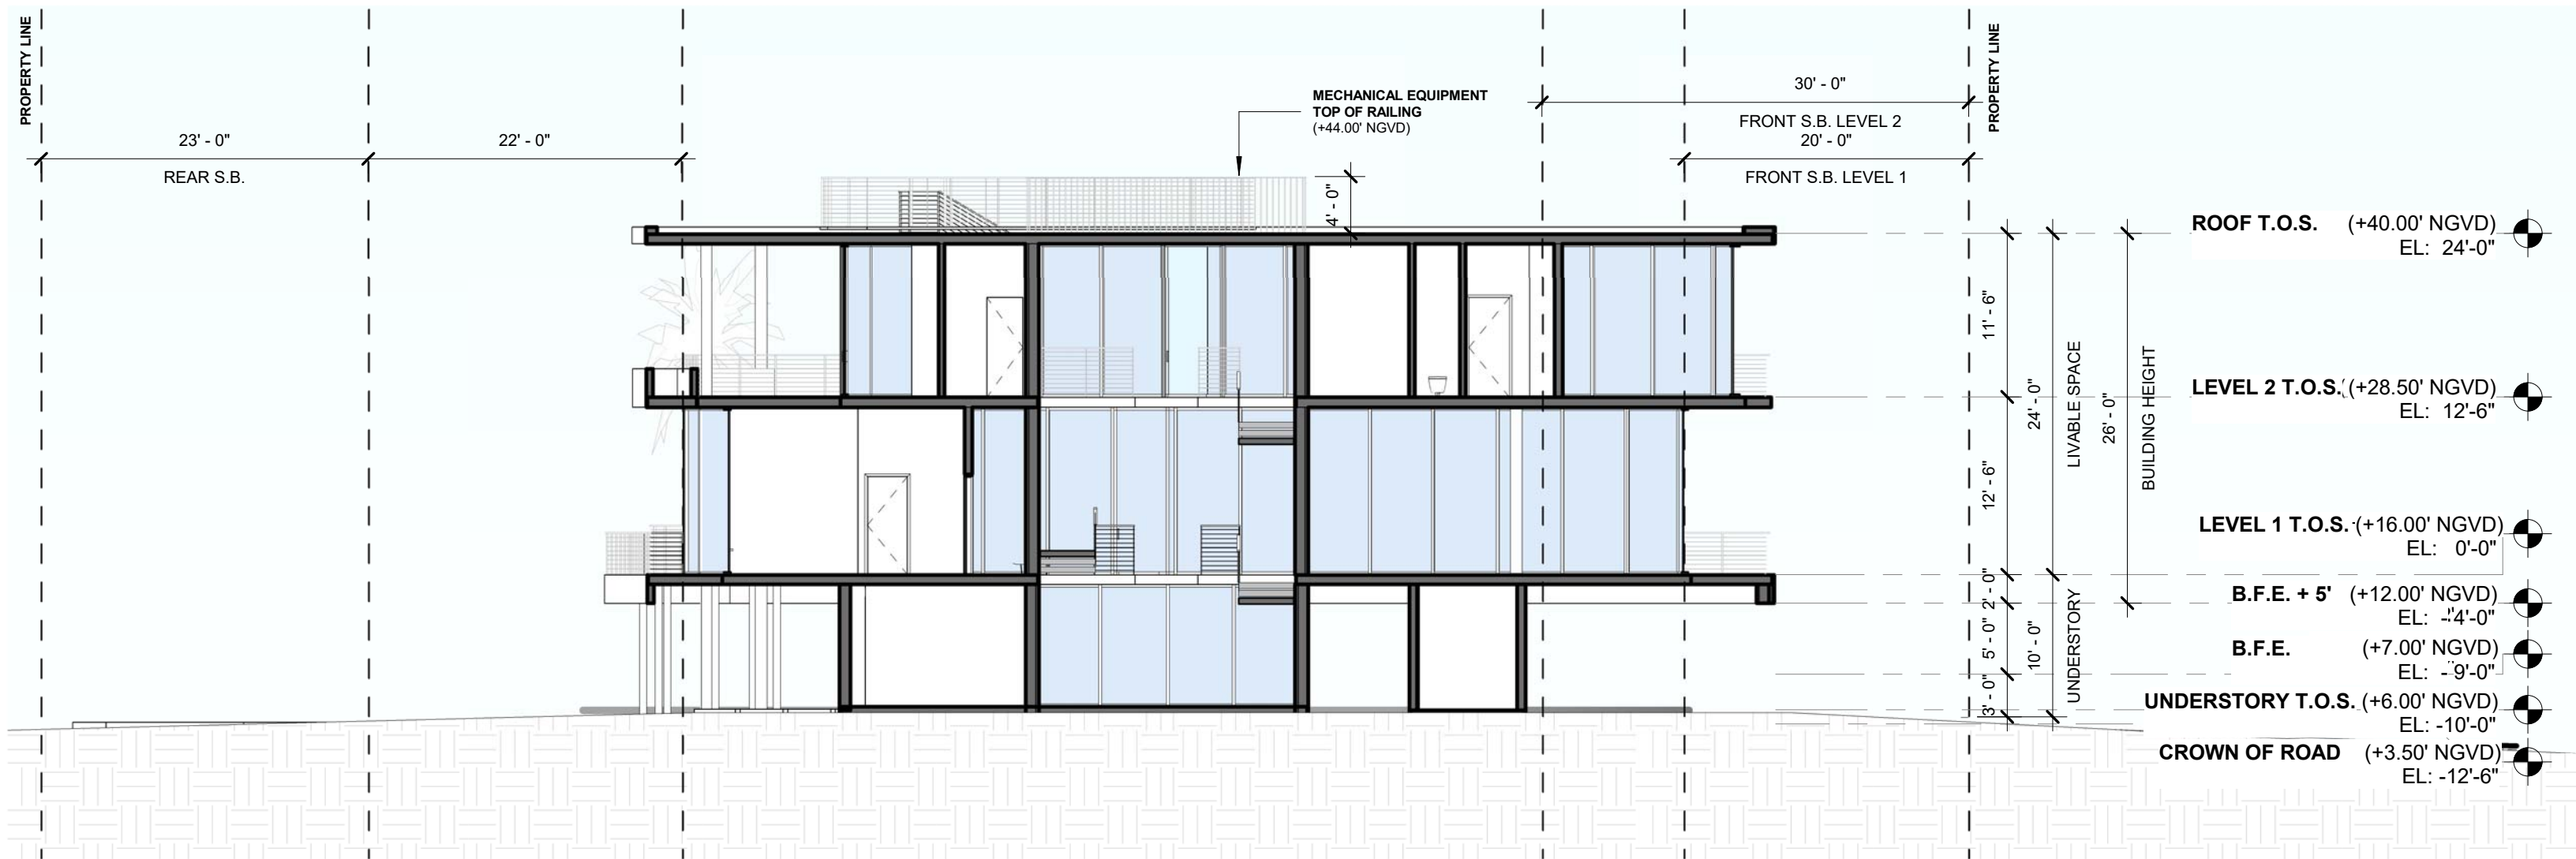 PROPERTY LINE
23' - 0"
REAR S.B.
22' - 0"
MECHANICAL EQUIPMENT
TOP OF RAILING
(+44.00' NGVD)
4' - 0"
30' - 0"
FRONT S.B. LEVEL 2
20' - 0"
FRONT S.B. LEVEL 1
PROPERTY LINE
11' - 6"
12' - 6"
2' - 0"
5' - 0"
3' - 0"
24' - 0"
10' - 0"
LIVABLE SPACE
UNDERSTORY
26' - 0"
BUILDING HEIGHT
ROOF T.O.S. (+40.00' NGVD)
EL: 24'-0"
LEVEL 2 T.O.S. (+28.50' NGVD)
EL: 12'-6"
LEVEL 1 T.O.S. (+16.00' NGVD)
EL: 0'-0"
B.F.E. + 5' (+12.00' NGVD)
EL: -4'-0"
B.F.E. (+7.00' NGVD)
EL: -9'-0"
UNDERSTORY T.O.S. (+6.00' NGVD)
EL: -10'-0"
CROWN OF ROAD (+3.50' NGVD)
EL: -12'-6"